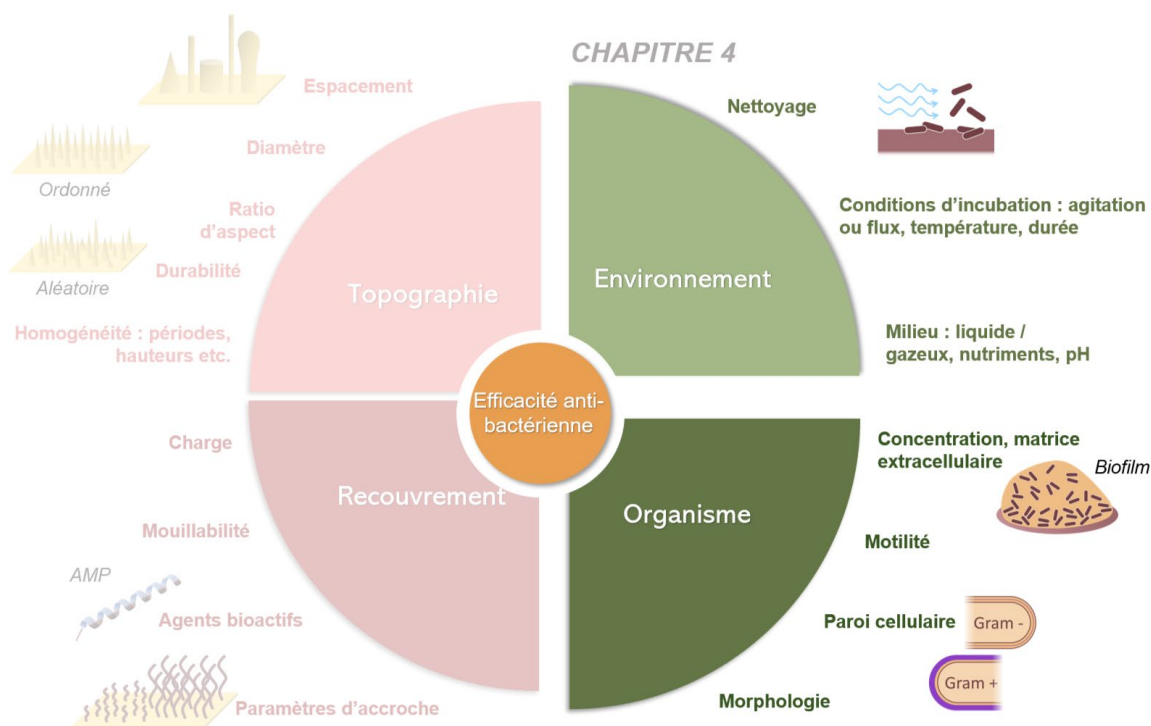 CHAPITRE 4
Espacement
Diamètre
Ordonné
Ratio
d'aspect
Durabilité
Aléatoire
Homogénéité : périodes,
hauteurs etc.
Topographie
Nettoyage
Conditions d'incubation : agitation
ou flux, température, durée
Environnement
Milieu : liquide /
gazeux, nutriments, pH
Efficacité anti-
bactérienne
Charge
Recouvrement
Mouillabilité
AMP
Agents bioactifs
Paramètres d'accroche
Concentration, matrice
extracellulaire
Biofilm
Organisme
Motilité
Paroi cellulaire
Gram -
Gram +
Morphologie